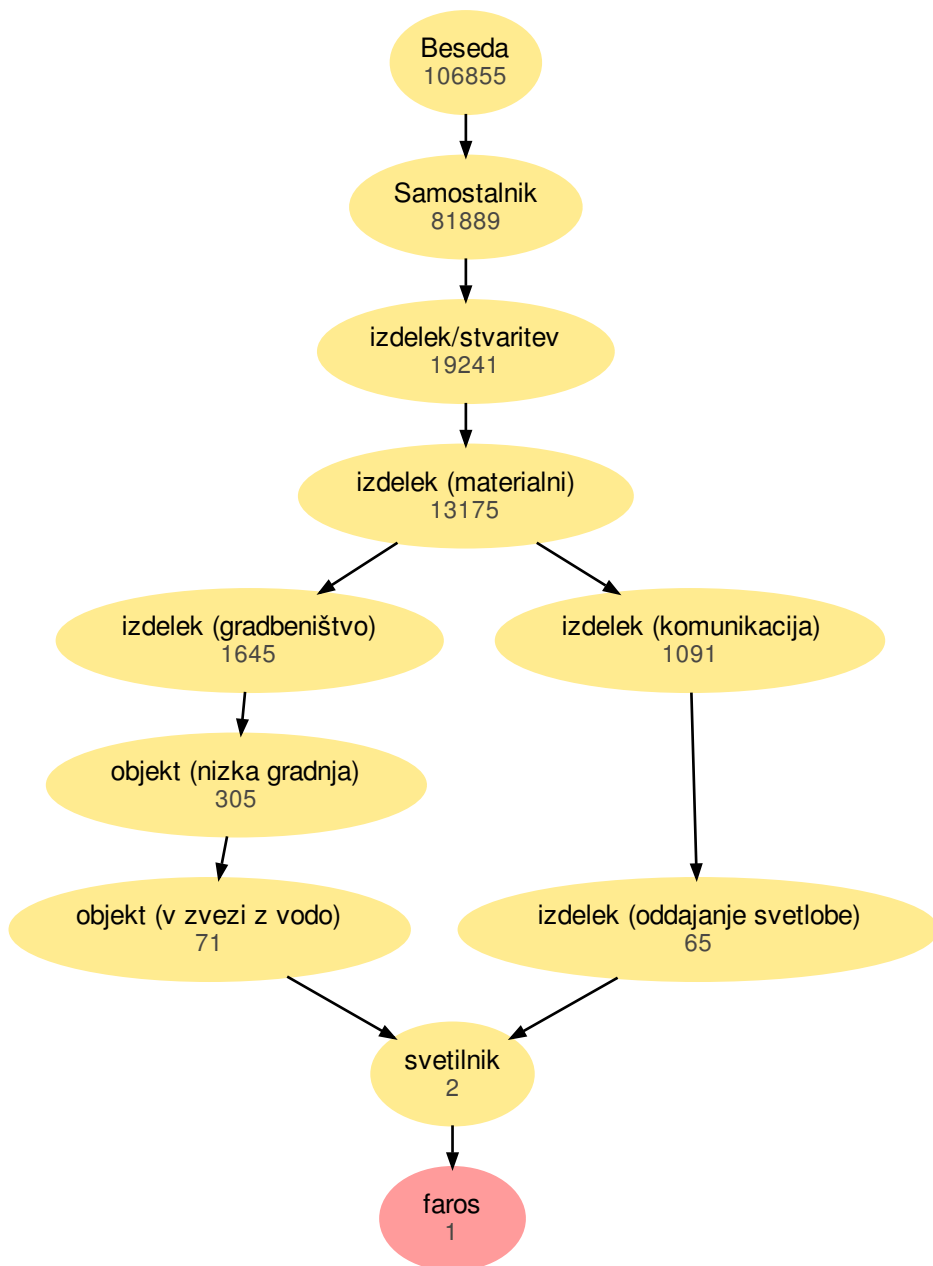 Beseda
106855
Samostalnik
81889
izdelek/stvaritev
19241
izdelek (materialni)
13175
izdelek (gradbeništvo)
1645
izdelek (komunikacija)
1091
objekt (nizka gradnja)
305
objekt (v zvezi z vodo)
71
izdelek (oddajanje svetlobe)
65
svetilnik
2
faros
1